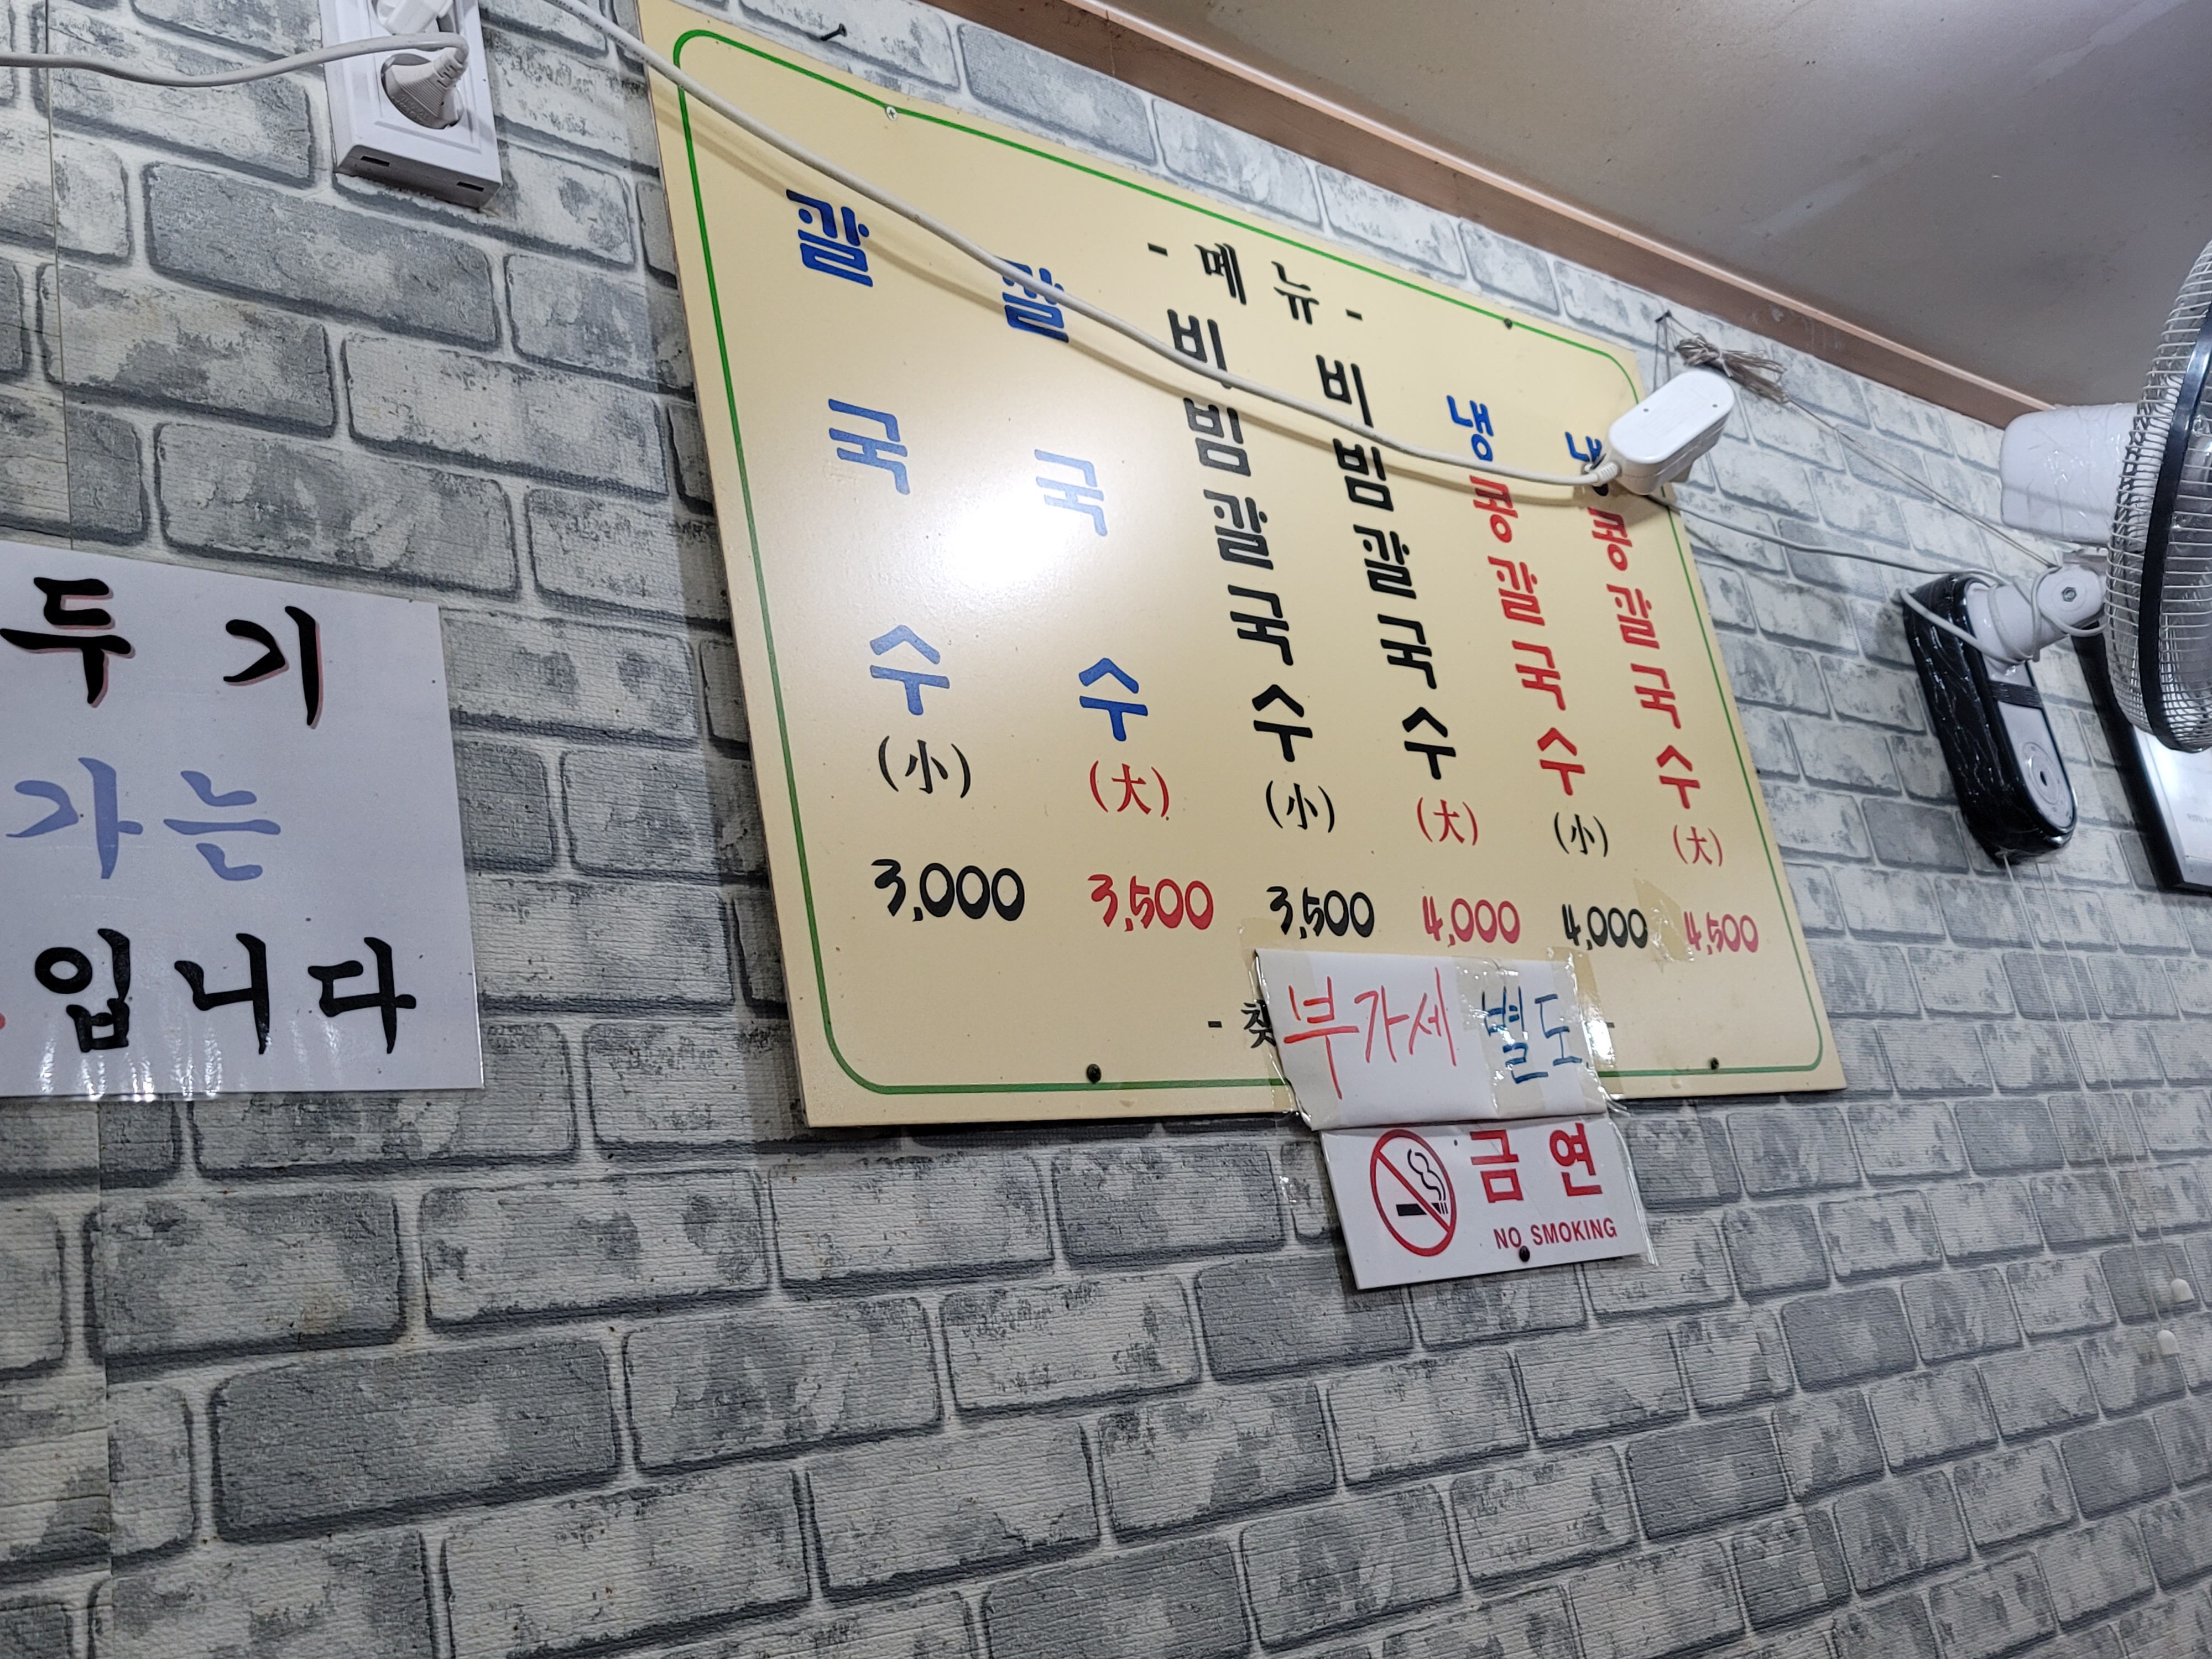 두기
가는
입니다
- 메뉴 -
칼국수 (小) 3,000
칼국수 (大) 3,500
비빔칼국수 (小) 3,500
비빔칼국수 (大) 4,000
냉콩칼국수 (小) 4,000
냉콩칼국수 (大) 4,500
부가세 별도
금연
NO SMOKING